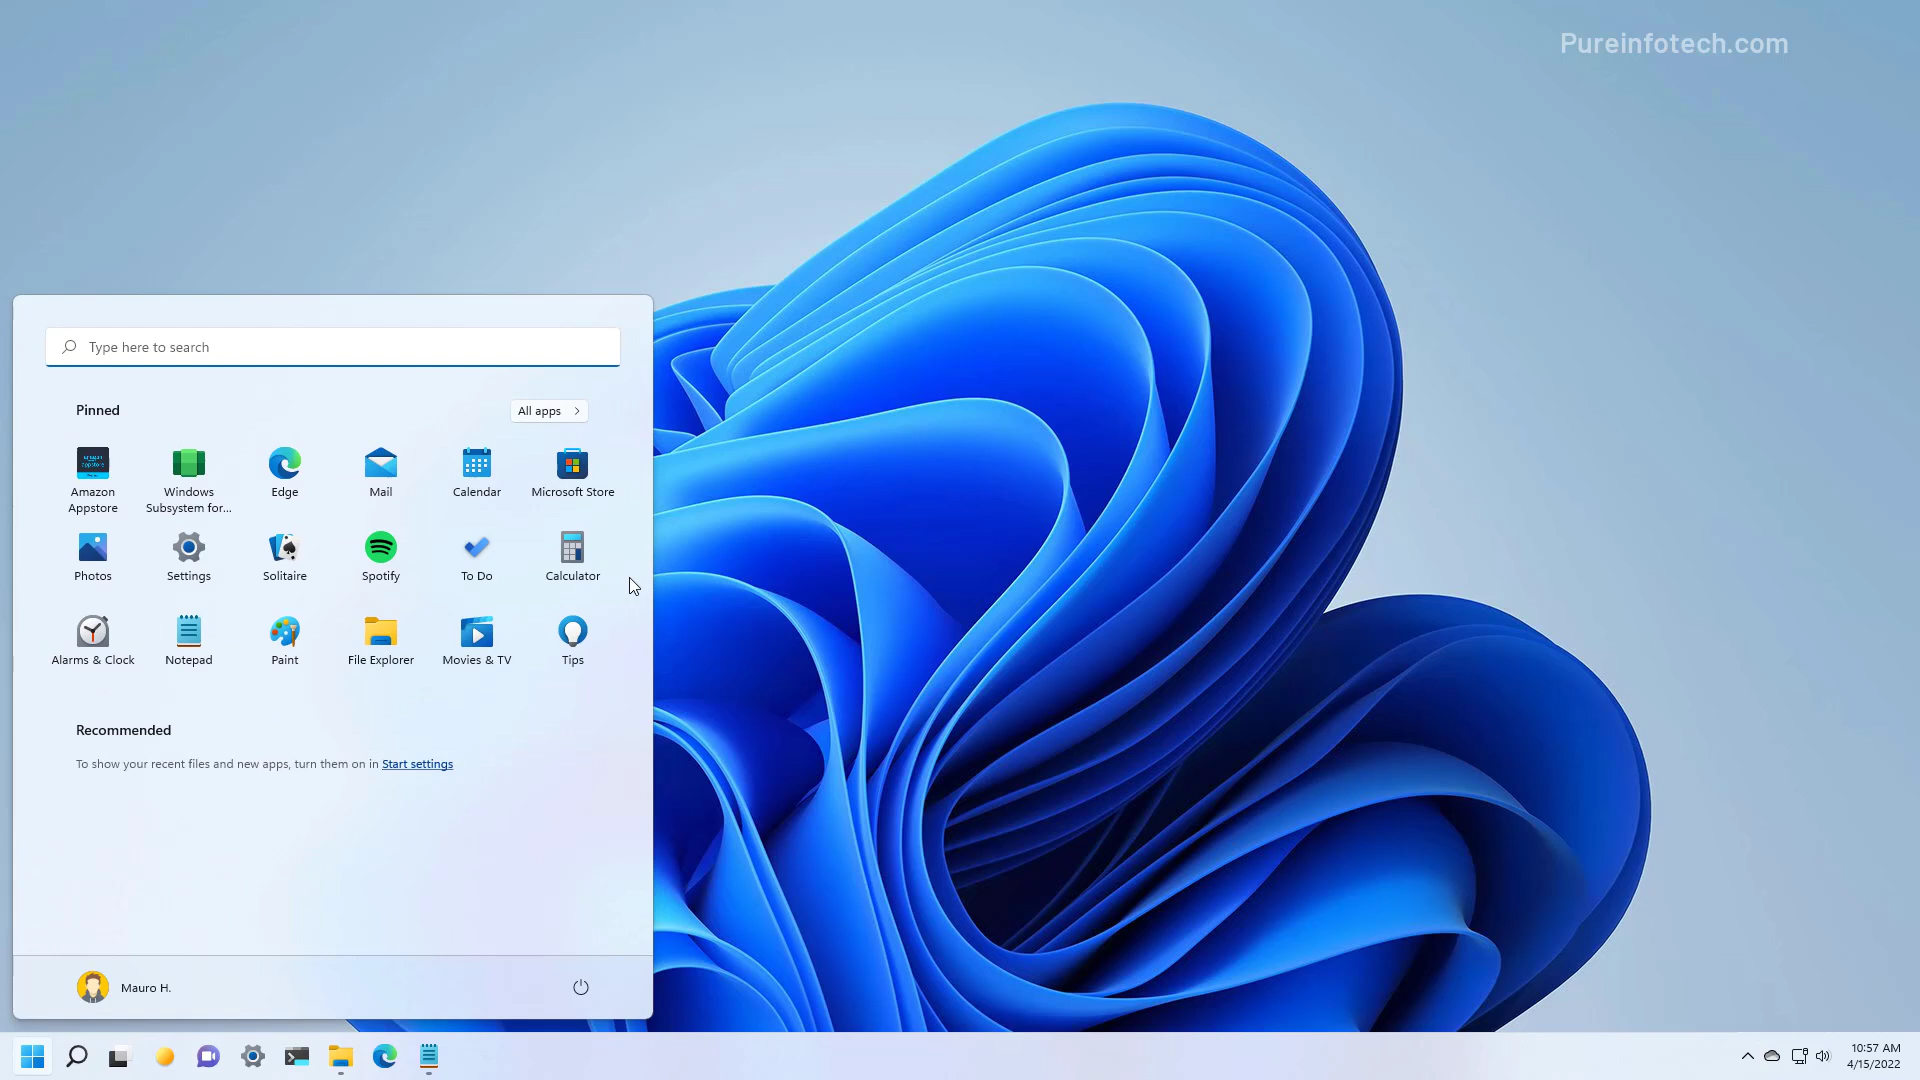 Pureinfotech.com
Type here to search
Pinned
All apps
Amazon Appstore
Windows Subsystem for...
Edge
Mail
Calendar
Microsoft Store
Photos
Settings
Solitaire
Spotify
To Do
Calculator
Alarms & Clock
Notepad
Paint
File Explorer
Movies & TV
Tips
Recommended
To show your recent files and new apps, turn them on in Start settings
Mauro H.
10:57 AM
4/15/2022